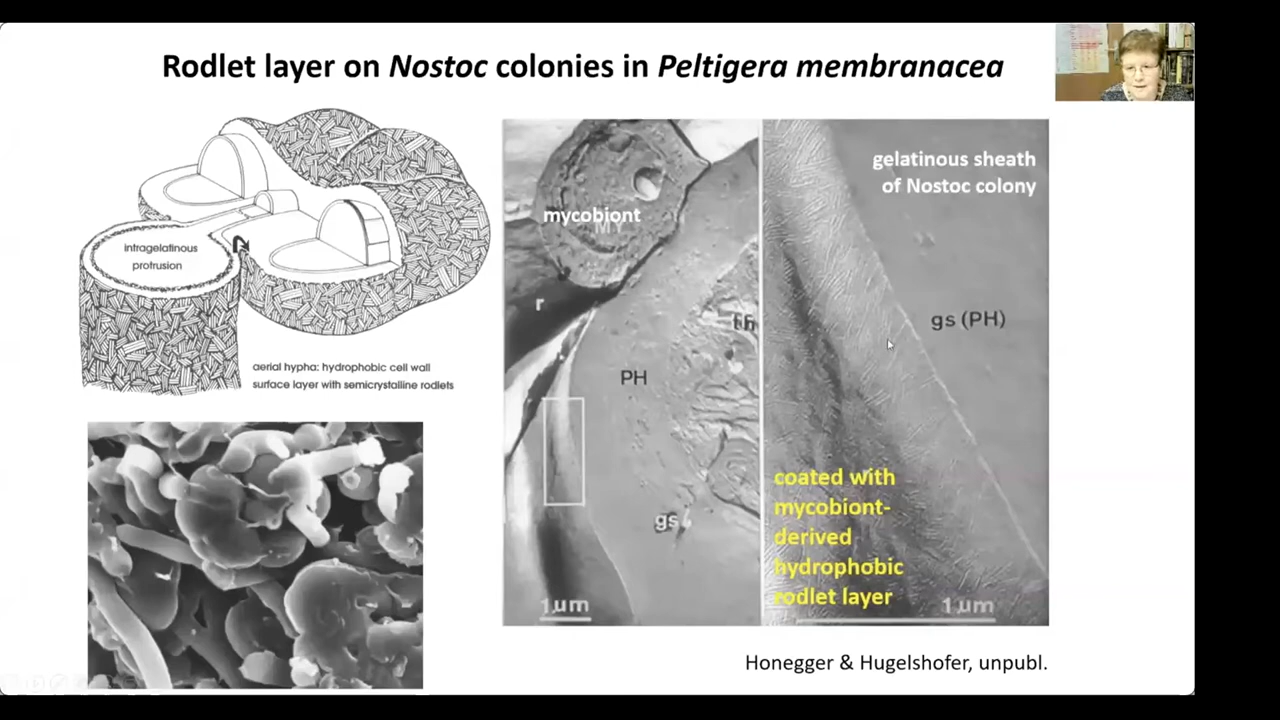 Rodlet layer on Nostoc colonies in Peltigera membranacea
intragelatinous
protrusion
aerial hypha: hydrophobic cell wall
surface layer with semicrystalline rodlets
mycobiont
MY
r
th
PH
gs
1µm
gelatinous sheath
of Nostoc colony
gs (PH)
coated with
mycobiont-
derived
hydrophobic
rodlet layer
1µm
Honegger & Hugelshofer, unpubl.